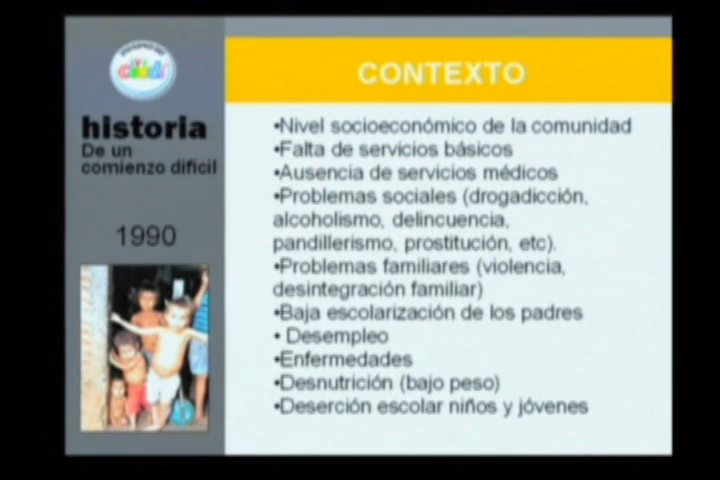 historia
De un
comienzo difícil
1990
CONTEXTO
•Nivel socioeconómico de la comunidad
•Falta de servicios básicos
•Ausencia de servicios médicos
•Problemas sociales (drogadicción,
alcoholismo, delincuencia,
pandillerismo, prostitución, etc).
•Problemas familiares (violencia,
desintegración familiar)
•Baja escolarización de los padres
• Desempleo
•Enfermedades
•Desnutrición (bajo peso)
•Deserción escolar niños y jóvenes